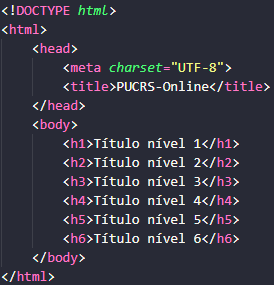 <!DOCTYPE html>
<html>
<head>
<meta charset="UTF-8">
<title>PUCRS-Online</title>
</head>
<body>
<h1>Título nível 1</h1>
<h2>Título nível 2</h2>
<h3>Título nível 3</h3>
<h4>Título nível 4</h4>
<h5>Título nível 5</h5>
<h6>Título nível 6</h6>
</body>
</html>